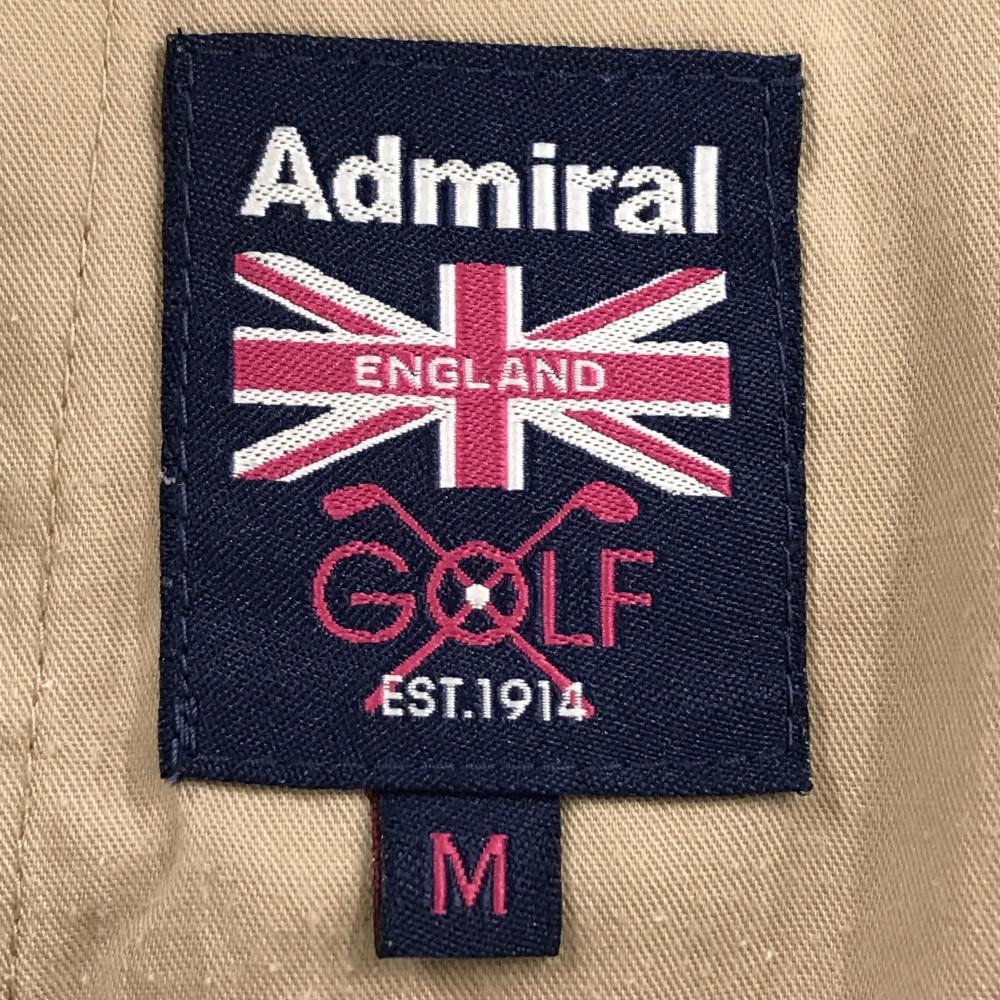 Admiral
ENGLAND
GOLF
EST.1914
M